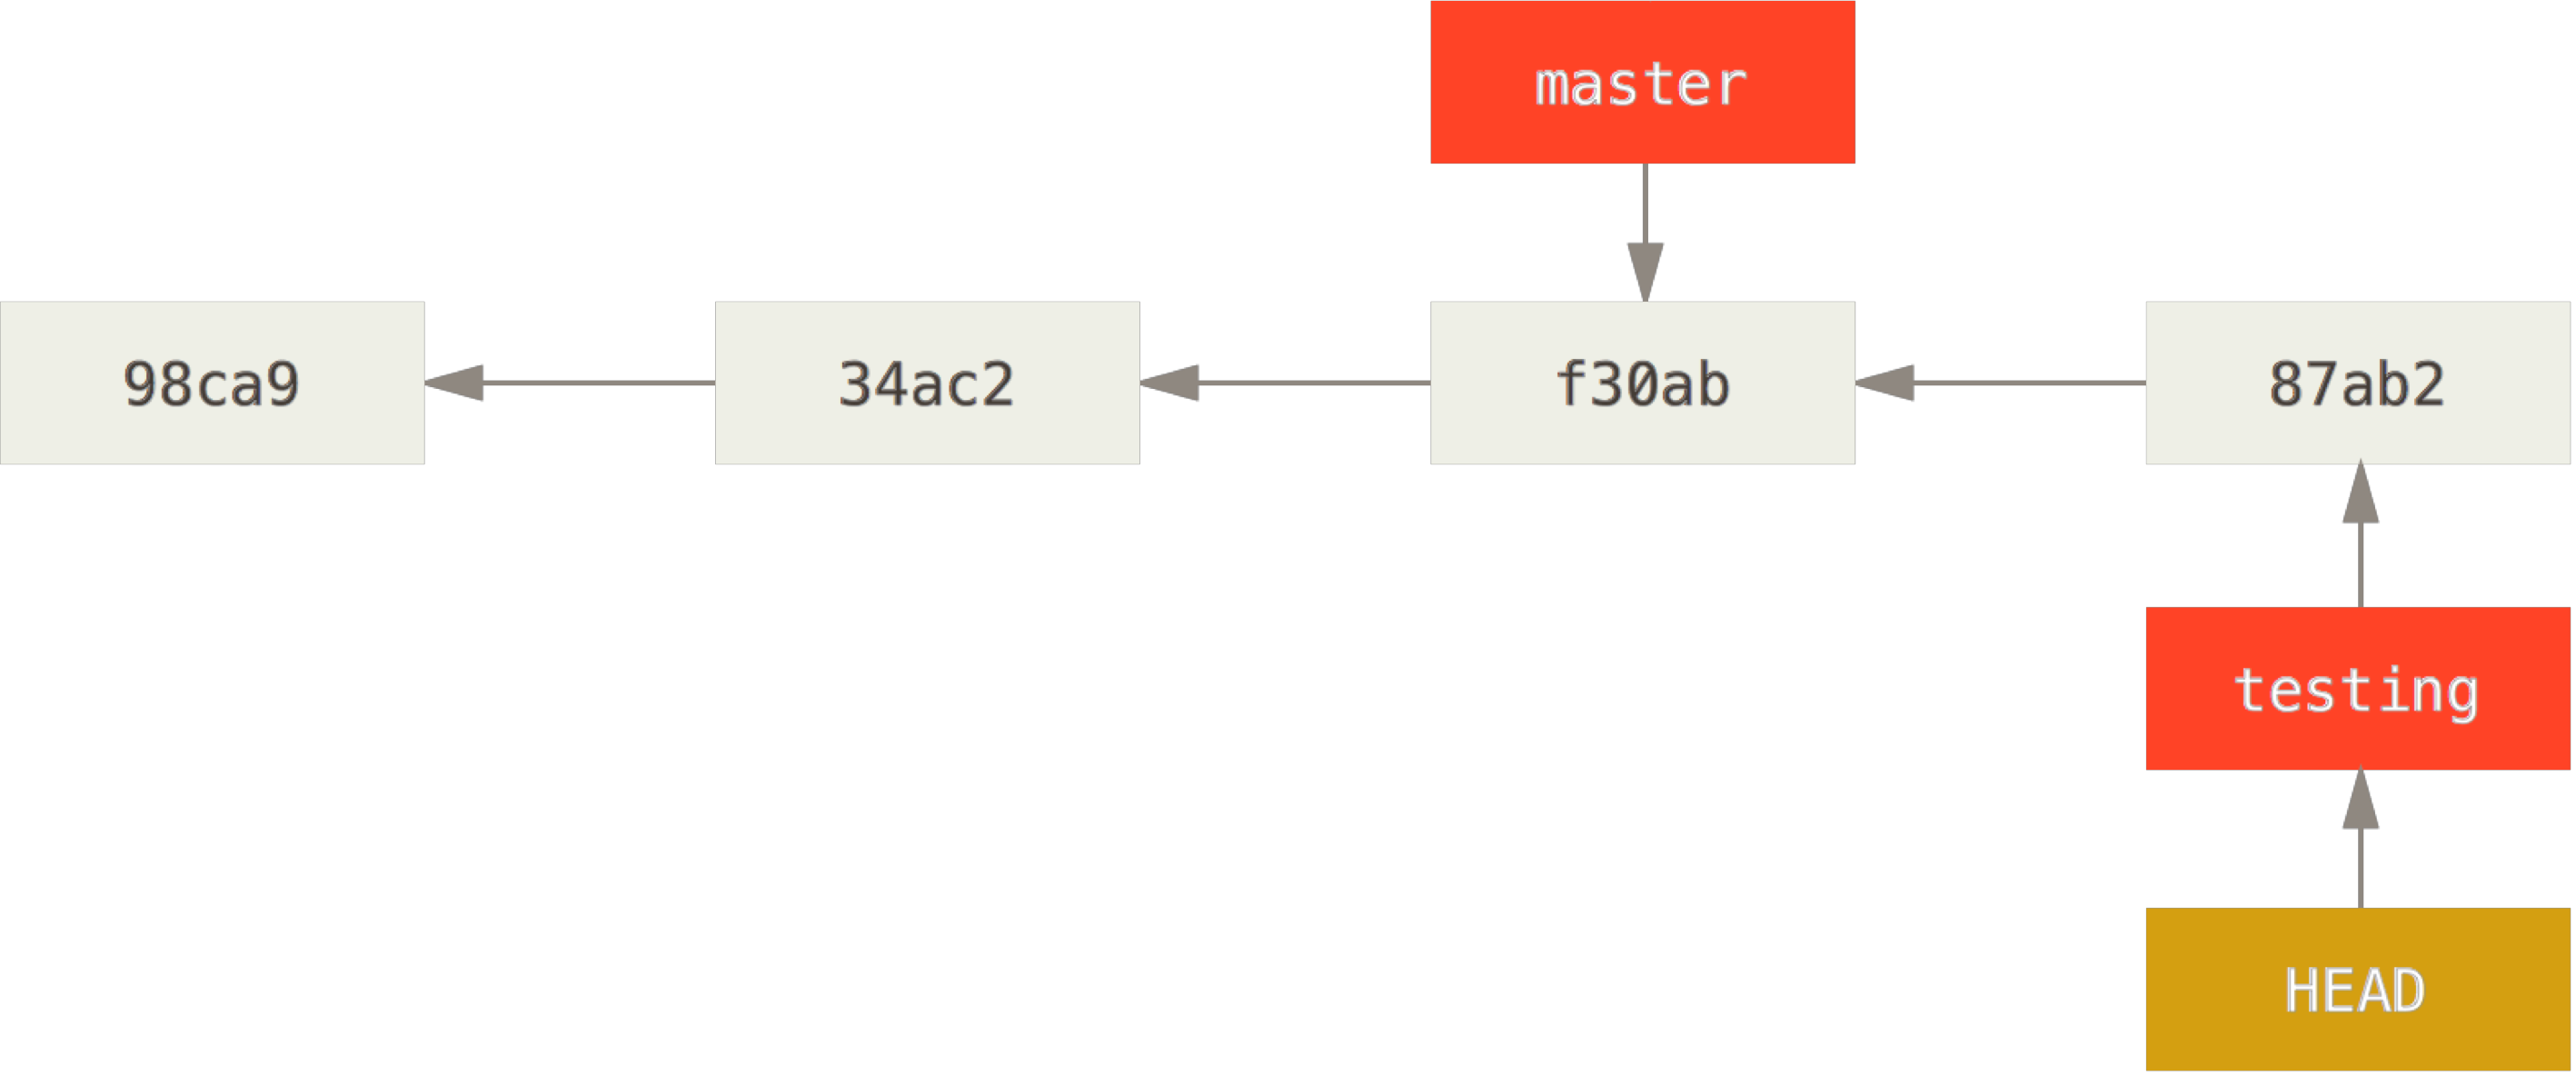 master
98ca9
34ac2
f30ab
87ab2
testing
HEAD